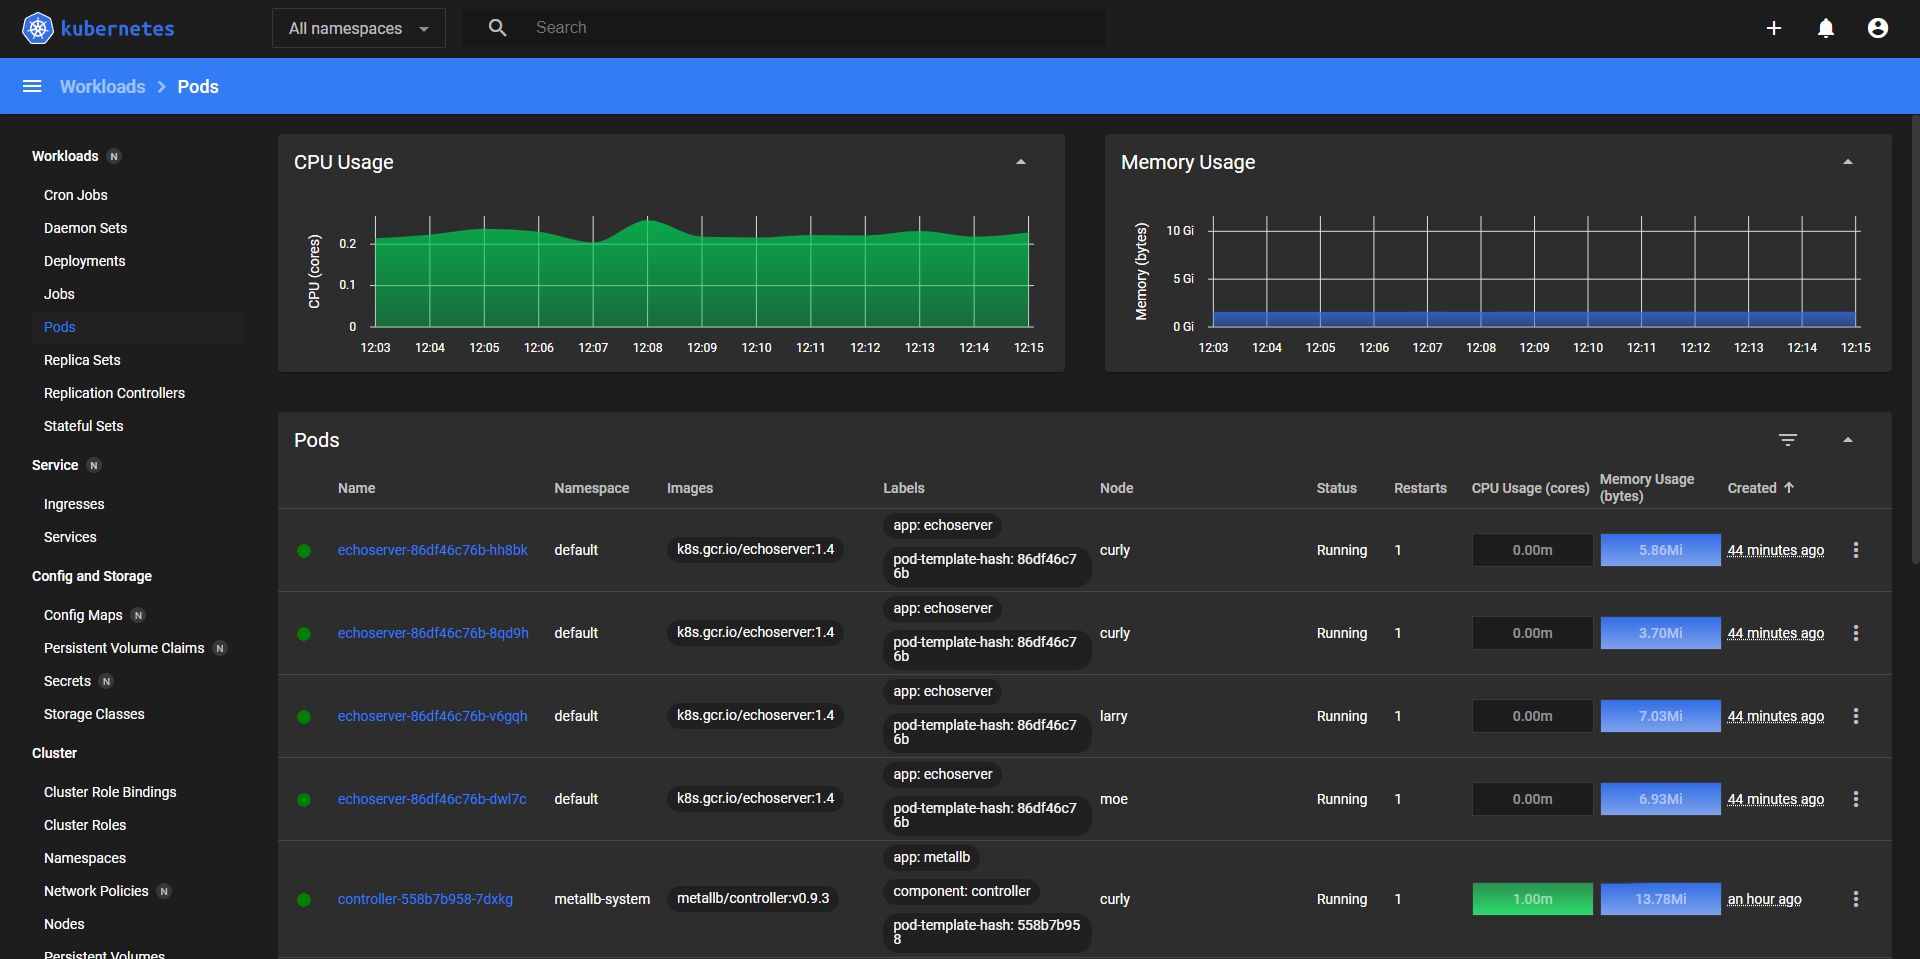 kubernetes
All namespaces
Search
Workloads
Pods
Workloads N
Cron Jobs
Daemon Sets
Deployments
Jobs
Pods
Replica Sets
Replication Controllers
Stateful Sets
Service N
Ingresses
Services
Config and Storage
Config Maps N
Persistent Volume Claims N
Secrets N
Storage Classes
Cluster
Cluster Role Bindings
Cluster Roles
Namespaces
Network Policies N
Nodes
Persistent Volumes
CPU Usage
CPU (cores)
0.2
0.1
0
12:03 12:04 12:05 12:06 12:07 12:08 12:09 12:10 12:11 12:12 12:13 12:14 12:15
Memory Usage
Memory (bytes)
10 Gi
5 Gi
0 Gi
12:03 12:04 12:05 12:06 12:07 12:08 12:09 12:10 12:11 12:12 12:13 12:14 12:15
Pods
Name Namespace Images Labels Node Status Restarts CPU Usage (cores) Memory Usage
(bytes) Created
app: echoserver
echoserver-86df46c76b-hh8bk default k8s.gcr.io/echoserver:1.4 pod-template-hash: 86df46c7 curly Running 1 0.00m 5.86Mi 44 minutes ago
6b
app: echoserver
echoserver-86df46c76b-8qd9h default k8s.gcr.io/echoserver:1.4 pod-template-hash: 86df46c7 curly Running 1 0.00m 3.70Mi 44 minutes ago
6b
app: echoserver
echoserver-86df46c76b-v6gqh default k8s.gcr.io/echoserver:1.4 pod-template-hash: 86df46c7 larry Running 1 0.00m 7.03Mi 44 minutes ago
6b
app: echoserver
echoserver-86df46c76b-dwl7c default k8s.gcr.io/echoserver:1.4 pod-template-hash: 86df46c7 moe Running 1 0.00m 6.93Mi 44 minutes ago
6b
app: metallb
controller-558b7b958-7dxkg metallb-system metallb/controller:v0.9.3 component: controller curly Running 1 1.00m 13.78Mi an hour ago
pod-template-hash: 558b7b95
8